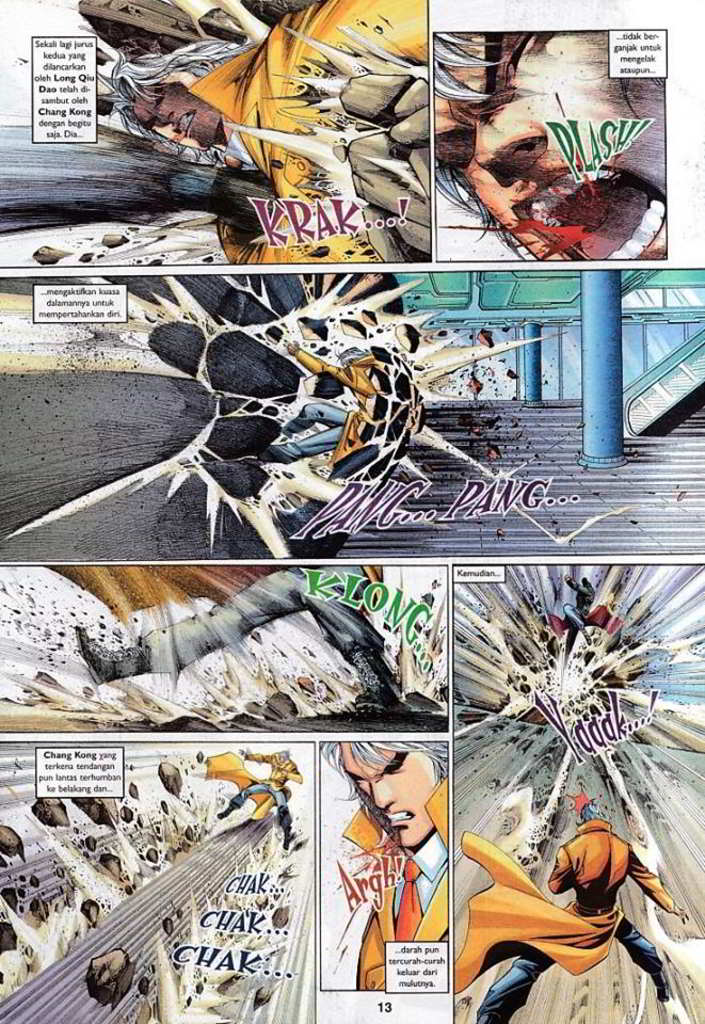 Sekali lagi jurus
kedua yang
dilancarkan
oleh Long Qiu
Dao telah di-
sambut oleh
Chang Kong
dengan begitu
saja. Dia...
KRAK...!
...tidak ber-
ganjak untuk
mengelak
ataupun...
PLASH!
...mengaktifkan kuasa
dalamannya untuk
mempertahankan diri.
PANG... PANG...
KLONG...
Kemudian...
Yaaak...!
Chang Kong yang
terkena tendangan
pun lantas terhumban
ke belakang dan...
CHAK...
CHAK...
CHAK...
Argh!
...darah pun
tercurah-curah
keluar dari
mulutnya.
13